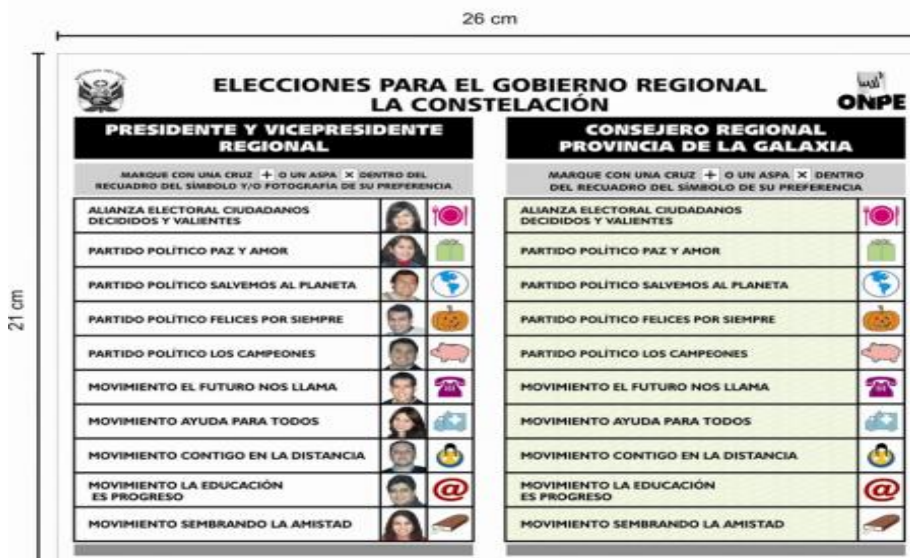 26 cm
21 cm
ELECCIONES PARA EL GOBIERNO REGIONAL
LA CONSTELACIÓN
ONPE
PRESIDENTE Y VICEPRESIDENTE
REGIONAL
MARQUE CON UNA CRUZ + O UN ASPA X DENTRO DEL
RECUADRO DEL SÍMBOLO Y/O FOTOGRAFÍA DE SU PREFERENCIA
ALIANZA ELECTORAL CIUDADANOS
DECIDIDOS Y VALIENTES
PARTIDO POLÍTICO PAZ Y AMOR
PARTIDO POLÍTICO SALVEMOS AL PLANETA
PARTIDO POLÍTICO FELICES POR SIEMPRE
PARTIDO POLÍTICO LOS CAMPEONES
MOVIMIENTO EL FUTURO NOS LLAMA
MOVIMIENTO AYUDA PARA TODOS
MOVIMIENTO CONTIGO EN LA DISTANCIA
MOVIMIENTO LA EDUCACIÓN
ES PROGRESO
@
MOVIMIENTO SEMBRANDO LA AMISTAD
CONSEJERO REGIONAL
PROVINCIA DE LA GALAXIA
MARQUE CON UNA CRUZ + O UN ASPA X DENTRO
DEL RECUADRO DEL SÍMBOLO DE SU PREFERENCIA
ALIANZA ELECTORAL CIUDADANOS
DECIDIDOS Y VALIENTES
PARTIDO POLÍTICO PAZ Y AMOR
PARTIDO POLÍTICO SALVEMOS AL PLANETA
PARTIDO POLÍTICO FELICES POR SIEMPRE
PARTIDO POLÍTICO LOS CAMPEONES
MOVIMIENTO EL FUTURO NOS LLAMA
MOVIMIENTO AYUDA PARA TODOS
MOVIMIENTO CONTIGO EN LA DISTANCIA
MOVIMIENTO LA EDUCACIÓN
ES PROGRESO
@
MOVIMIENTO SEMBRANDO LA AMISTAD